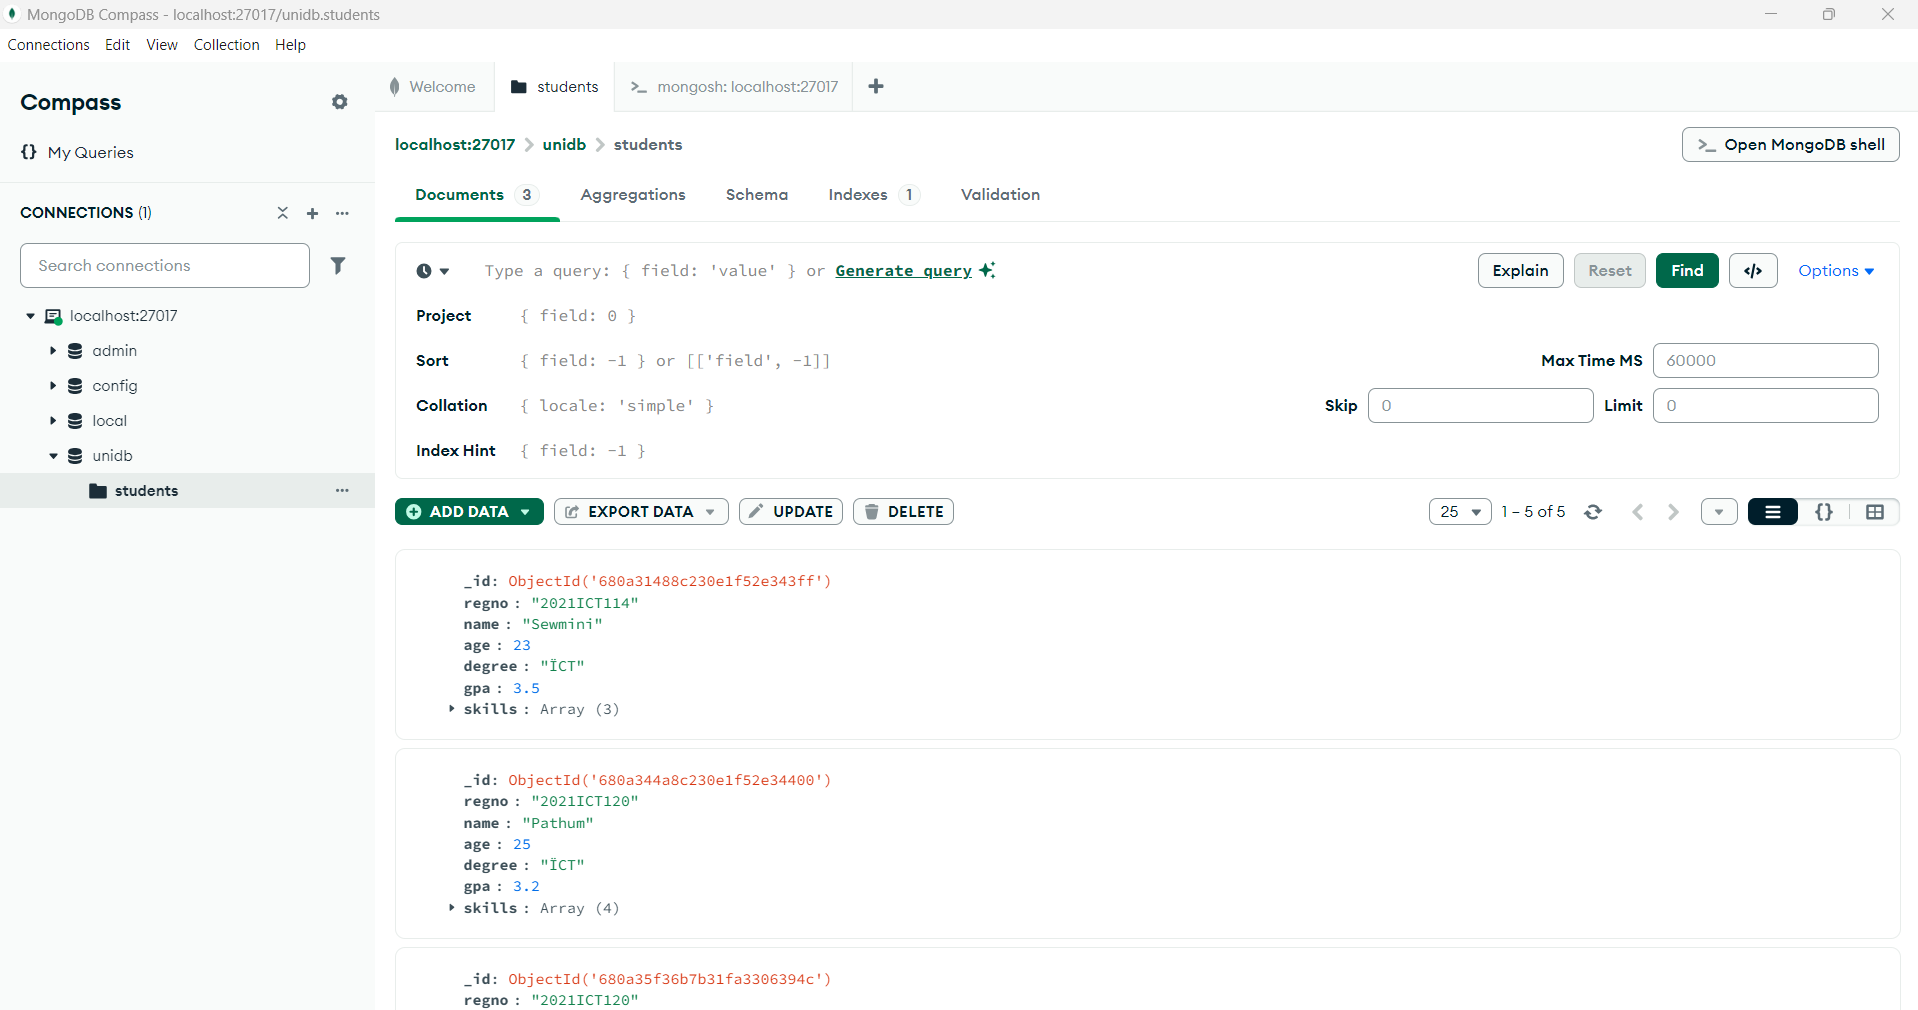 MongoDB Compass - localhost:27017/unidb.students
Connections Edit View Collection Help
Compass
{} My Queries
CONNECTIONS (1)
Search connections
localhost:27017
admin
config
local
unidb
students
Welcome
students
>_ mongosh: localhost:27017
localhost:27017 > unidb > students
>_ Open MongoDB shell
Documents 3 Aggregations Schema Indexes 1 Validation
Type a query: { field: 'value' } or Generate query
Explain Reset Find </> Options
Project { field: 0 }
Sort { field: -1 } or [['field', -1]]
Max Time MS 60000
Collation { locale: 'simple' }
Skip 0 Limit 0
Index Hint { field: -1 }
ADD DATA EXPORT DATA UPDATE DELETE
25 1 – 5 of 5 {}
_id: ObjectId('680a31488c230e1f52e343ff')
regno : "2021ICT114"
name : "Sewmini"
age : 23
degree : "ÏCT"
gpa : 3.5
skills : Array (3)
_id: ObjectId('680a344a8c230e1f52e34400')
regno : "2021ICT120"
name : "Pathum"
age : 25
degree : "ÏCT"
gpa : 3.2
skills : Array (4)
_id: ObjectId('680a35f36b7b31fa3306394c')
regno : "2021ICT120"